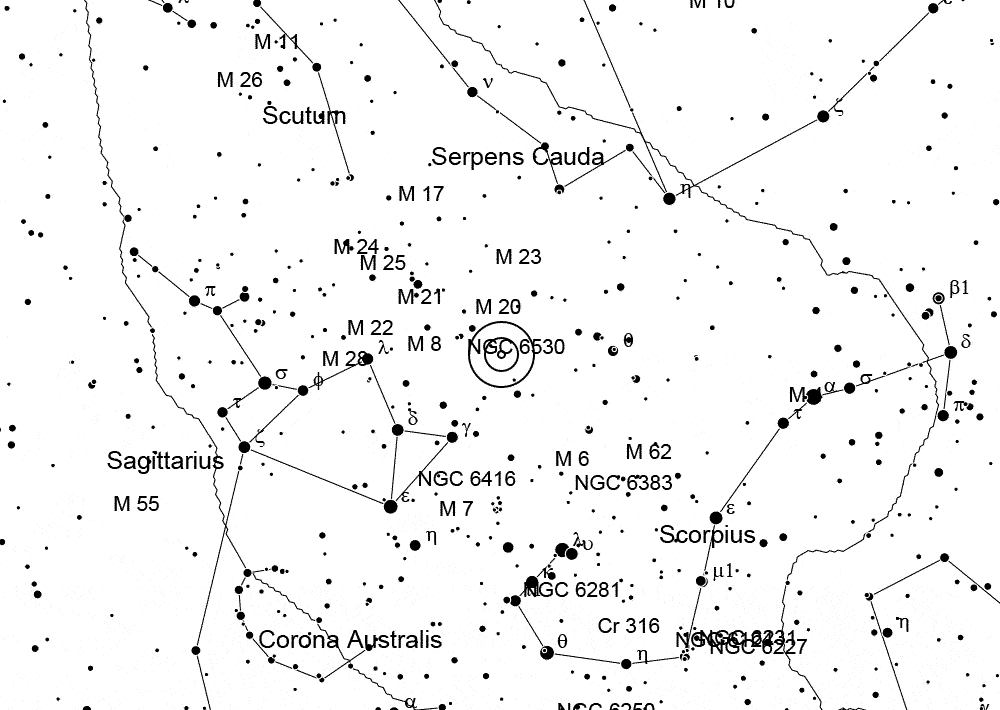 λ
M 10
M 11
M 26
ν
ζ
Scutum
Serpens Cauda
M 17
η
M 24
M 25
M 23
π
β1
M 21
M 20
M 22
λ
M 8
NGC 6530
θ
δ
M 28
σ
φ
M 4
α
σ
τ
τ
π
δ
γ
ζ
Sagittarius
M 6
M 62
NGC 6416
NGC 6383
ε
M 7
M 55
ε
Scorpius
η
λ
υ
κ
μ1
NGC 6281
η
Cr 316
Corona Australis
θ
η
NGC 6231
NGC 6227
ζ
α
NGC 6250
γ